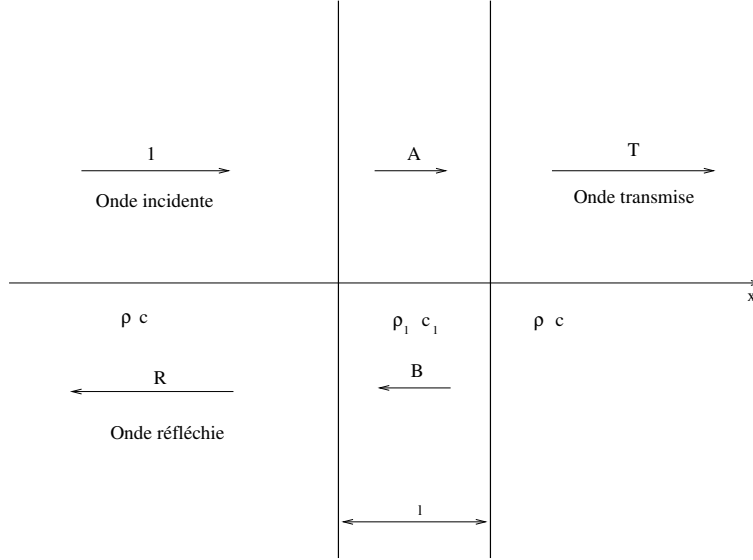 1
A
T
Onde incidente
Onde transmise
x
ρ c
ρ₁ c₁
ρ c
R
B
Onde réfléchie
l